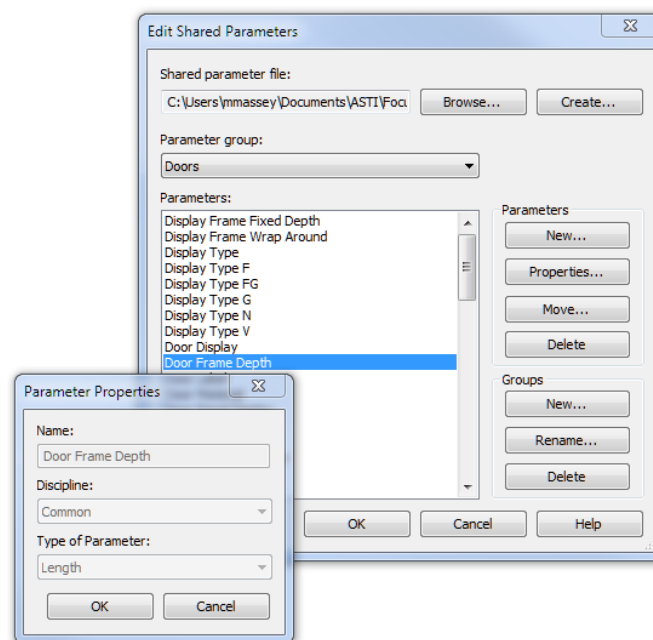 Edit Shared Parameters
Shared parameter file:
C:\Users\mmassey\Documents\ASTI\Focu
Browse...
Create...
Parameter group:
Doors
Parameters:
Display Frame Fixed Depth
Display Frame Wrap Around
Display Type
Display Type F
Display Type FG
Display Type G
Display Type N
Display Type V
Door Display
Door Frame Depth
Parameters
New...
Properties...
Move...
Delete
Groups
New...
Rename...
Delete
OK
Cancel
Help
Parameter Properties
Name:
Door Frame Depth
Discipline:
Common
Type of Parameter:
Length
OK
Cancel